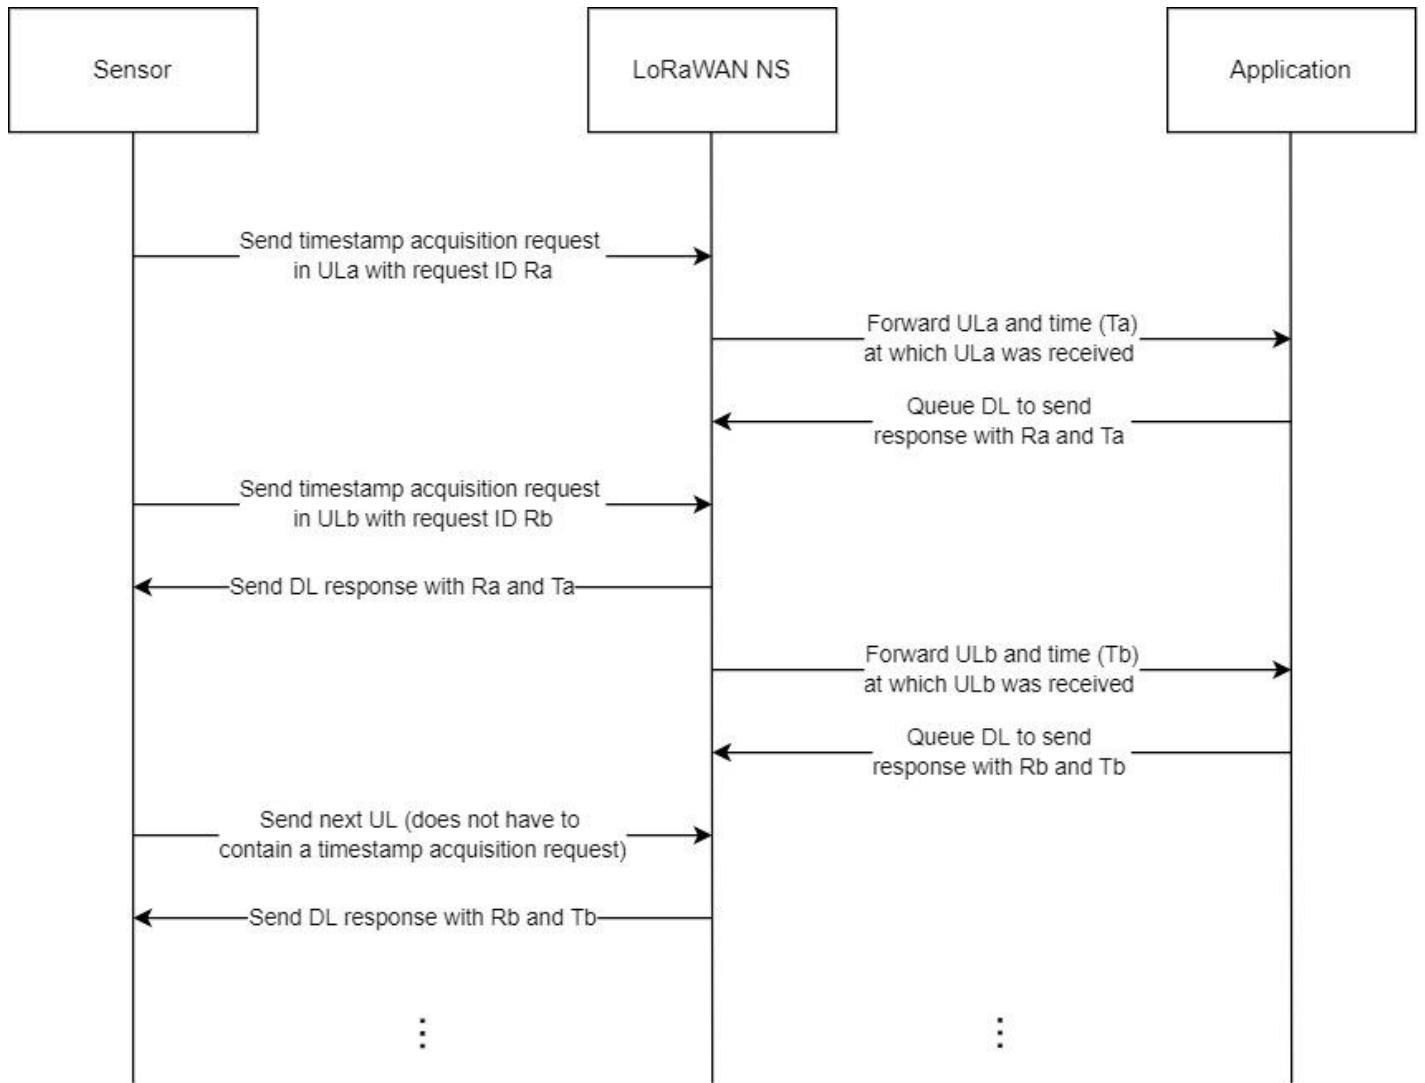 Sensor
LoRaWAN NS
Application
Send timestamp acquisition request
in ULa with request ID Ra
Forward ULa and time (Ta)
at which ULa was received
Queue DL to send
response with Ra and Ta
Send timestamp acquisition request
in ULb with request ID Rb
Send DL response with Ra and Ta
Forward ULb and time (Tb)
at which ULb was received
Queue DL to send
response with Rb and Tb
Send next UL (does not have to
contain a timestamp acquisition request)
Send DL response with Rb and Tb